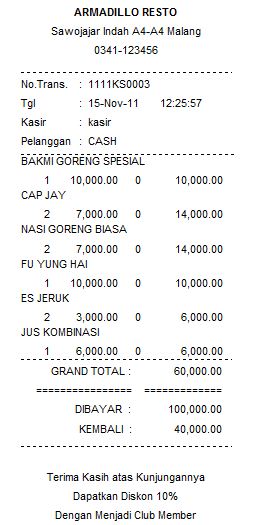 ARMADILLO RESTO
Sawojajar Indah A4-A4 Malang
0341-123456
No.Trans. : 1111KS0003
Tgl : 15-Nov-11 12:25:57
Kasir : kasir
Pelanggan : CASH
BAKMI GORENG SPESIAL
1 10,000.00 0 10,000.00
CAP JAY
2 7,000.00 0 14,000.00
NASI GORENG BIASA
2 7,000.00 0 14,000.00
FU YUNG HAI
1 10,000.00 0 10,000.00
ES JERUK
2 3,000.00 0 6,000.00
JUS KOMBINASI
1 6,000.00 0 6,000.00
GRAND TOTAL : 60,000.00
=============== ============
DIBAYAR : 100,000.00
KEMBALI : 40,000.00
Terima Kasih atas Kunjungannya
Dapatkan Diskon 10%
Dengan Menjadi Club Member